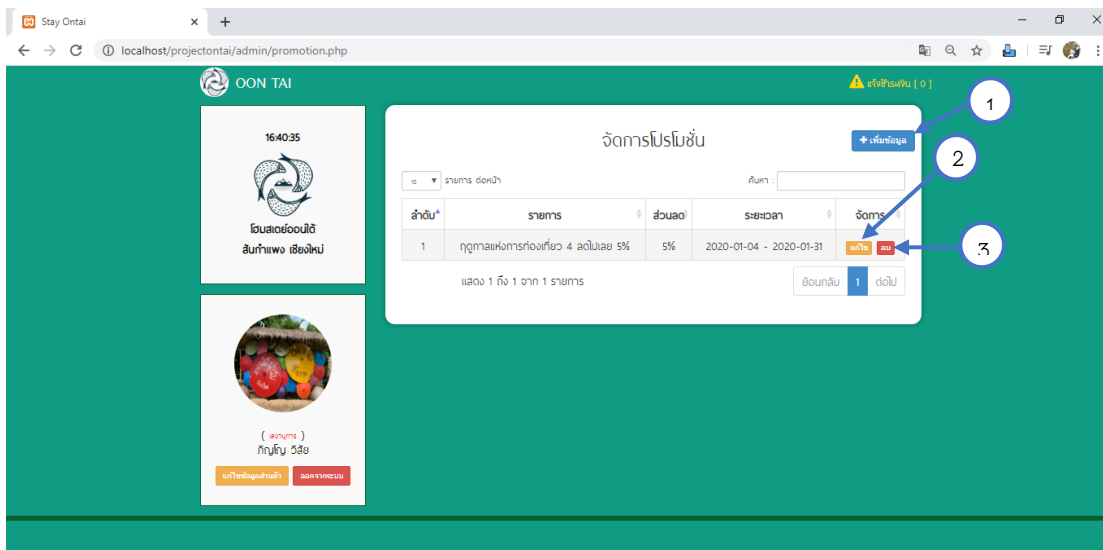 Stay Ontai
localhost/projectontai/admin/promotion.php
OON TAI
แจ้งชำระเงิน [ 0 ]
1
16:40:35
จัดการโปรโมชั่น
+ เพิ่มข้อมูล
2
10 รายการ ต่อหน้า
ค้นหา :
ลำดับ รายการ ส่วนลด ระยะเวลา จัดการ
โฮมสเตย์ออนใต้
สันกำแพง เชียงใหม่
1 ฤดูกาลแห่งการท่องเที่ยว 4 ลดไปเลย 5% 5% 2020-01-04 - 2020-01-31 แก้ไข ลบ
3
แสดง 1 ถึง 1 จาก 1 รายการ
ย้อนกลับ 1 ต่อไป
( เลขานุการ )
ภิญโญ วิสัย
แก้ไขข้อมูลส่วนตัว ออกจากระบบ